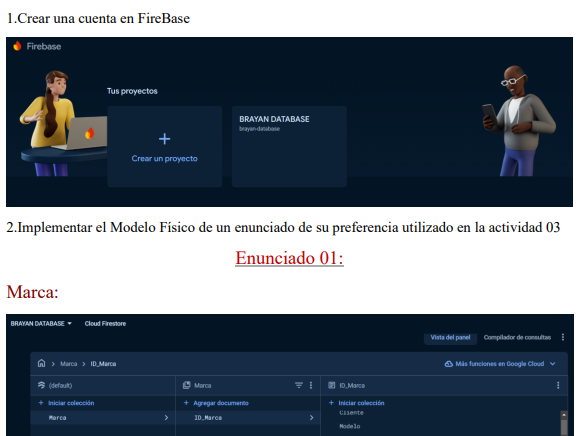 1.Crear una cuenta en FireBase
Firebase
Tus proyectos
+
Crear un proyecto
BRAYAN DATABASE
brayan-database
2.Implementar el Modelo Físico de un enunciado de su preferencia utilizado en la actividad 03
Enunciado 01:
Marca:
BRAYAN DATABASE Cloud Firestore
Vista del panel Compilador de consultas
> Marca > ID_Marca Más funciones en Google Cloud
(default) Marca ID_Marca
+ Iniciar colección + Agregar documento + Iniciar colección
Marca > ID_Marca > Cliente
Modelo